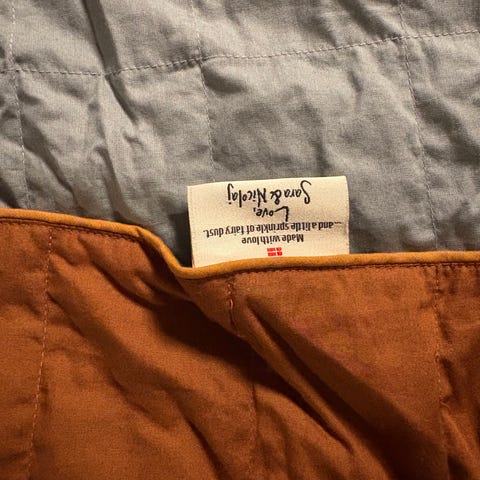 Made with love
...and a little sprinkle of fairy dust.
Love,
Sara & Nicolaj